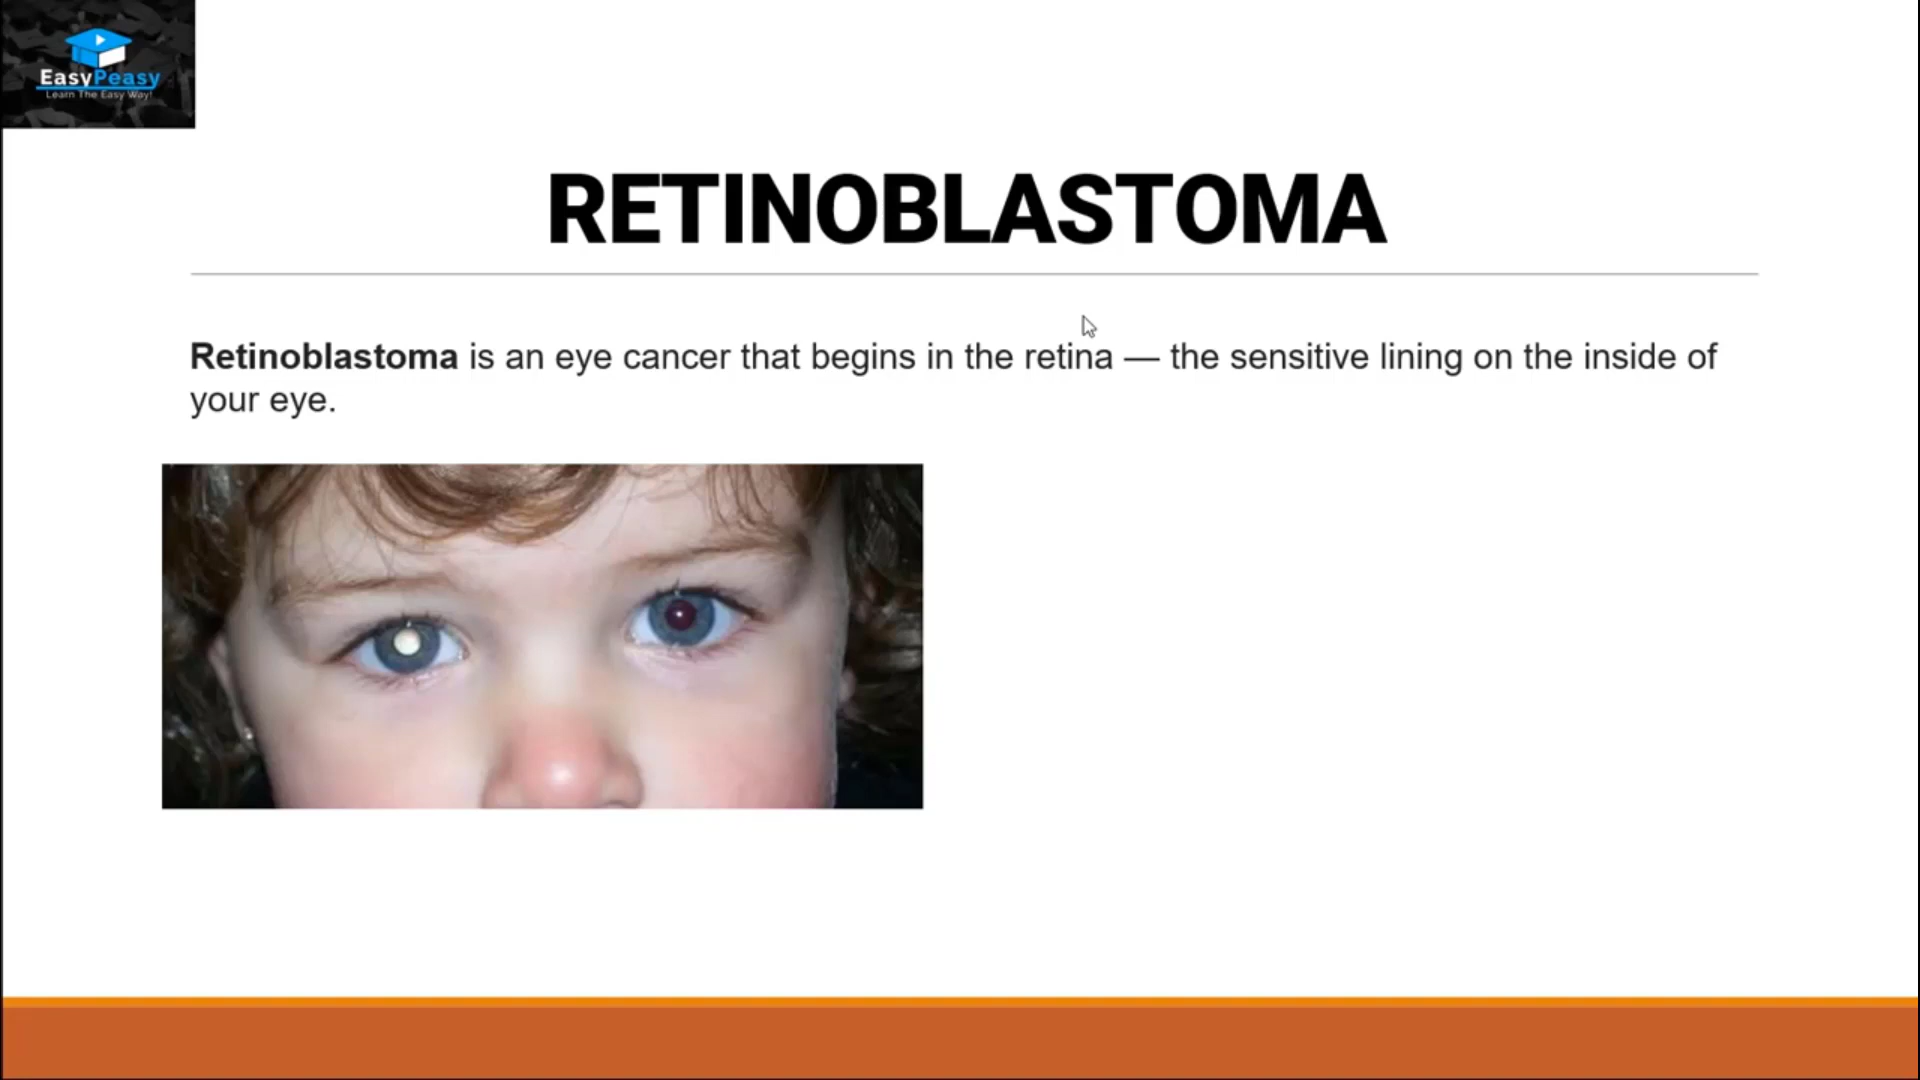 EasyPeasy
Learn The Easy Way!
RETINOBLASTOMA
Retinoblastoma is an eye cancer that begins in the retina — the sensitive lining on the inside of
your eye.